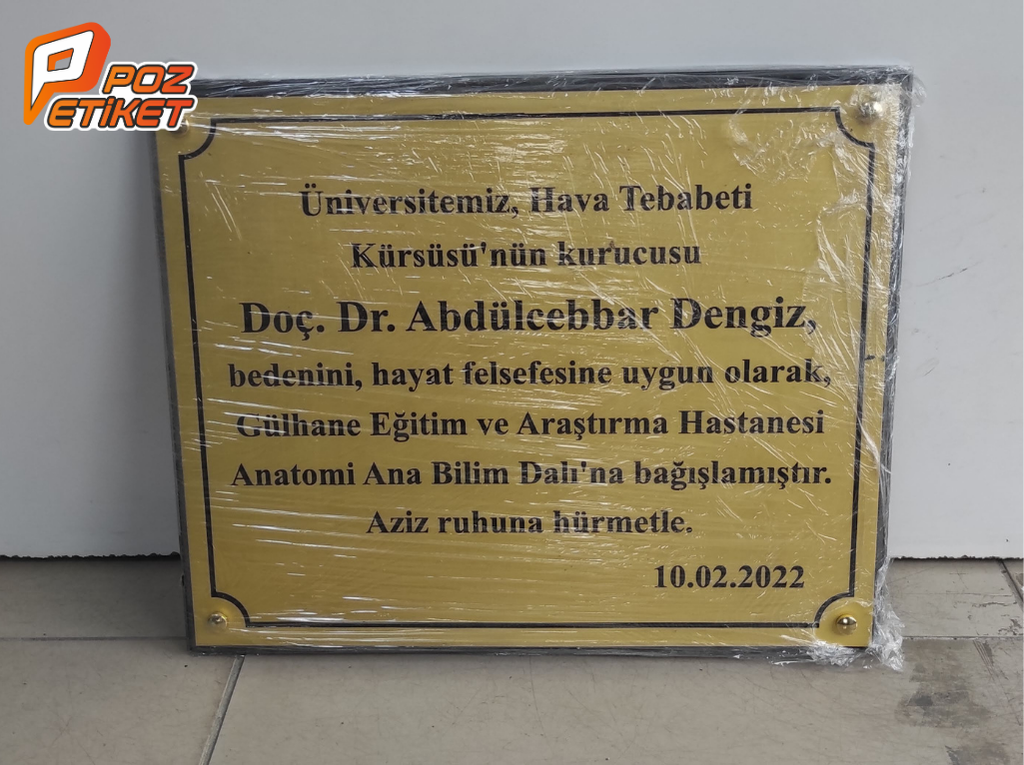 POZ
ETİKET
Üniversitemiz, Hava Tebabeti
Kürsüsü'nün kurucusu
Doç. Dr. Abdülcebbar Dengiz,
bedenini, hayat felsefesine uygun olarak,
Gülhane Eğitim ve Araştırma Hastanesi
Anatomi Ana Bilim Dalı'na bağışlamıştır.
Aziz ruhuna hürmetle.
10.02.2022